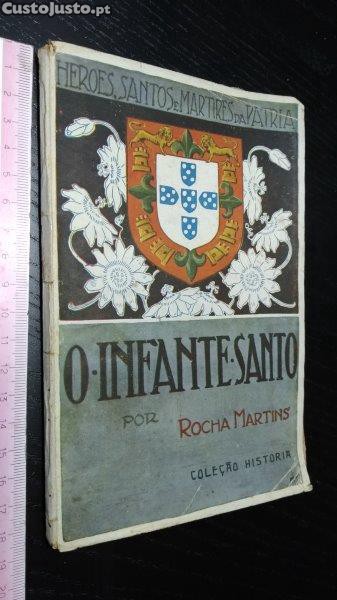 CustoJusto.pt
HEROES, SANTOS E MARTIRES DA PATRIA
O·INFANTE·SANTO
POR ROCHA MARTINS
COLEÇÃO HISTORIA